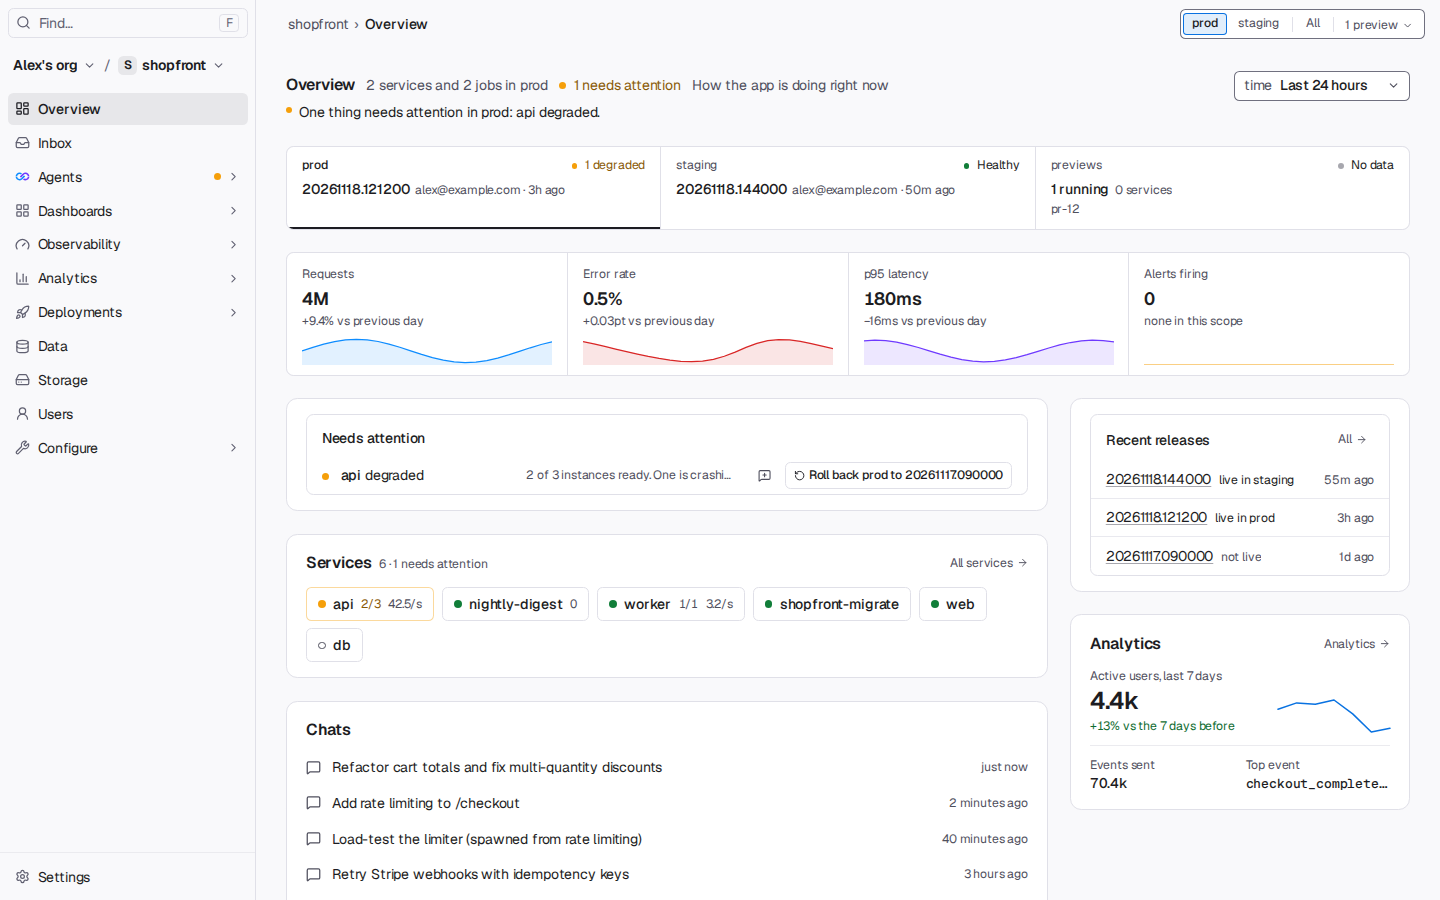 Find...
F
shopfront › Overview
prod
staging
All
1 preview
Alex's org / S shopfront
Overview
Inbox
Agents
Dashboards
Observability
Analytics
Deployments
Data
Storage
Users
Configure
Settings
Overview 2 services and 2 jobs in prod 1 needs attention How the app is doing right now
time Last 24 hours
One thing needs attention in prod: api degraded.
prod
1 degraded
20261118.121200 alex@example.com · 3h ago
staging
Healthy
20261118.144000 alex@example.com · 50m ago
previews
No data
1 running 0 services
pr-12
Requests
4M
+9.4% vs previous day
Error rate
0.5%
+0.03pt vs previous day
p95 latency
180ms
−16ms vs previous day
Alerts firing
0
none in this scope
Needs attention
api degraded
2 of 3 instances ready. One is crashi...
Roll back prod to 20261117.090000
Services 6 · 1 needs attention
All services →
api 2/3 42.5/s
nightly-digest 0
worker 1/1 3.2/s
shopfront-migrate
web
db
Chats
Refactor cart totals and fix multi-quantity discounts
just now
Add rate limiting to /checkout
2 minutes ago
Load-test the limiter (spawned from rate limiting)
40 minutes ago
Retry Stripe webhooks with idempotency keys
3 hours ago
Recent releases
All →
20261118.144000 live in staging 55m ago
20261118.121200 live in prod 3h ago
20261117.090000 not live 1d ago
Analytics
Analytics →
Active users, last 7 days
4.4k
+13% vs the 7 days before
Events sent
70.4k
Top event
checkout_complete...